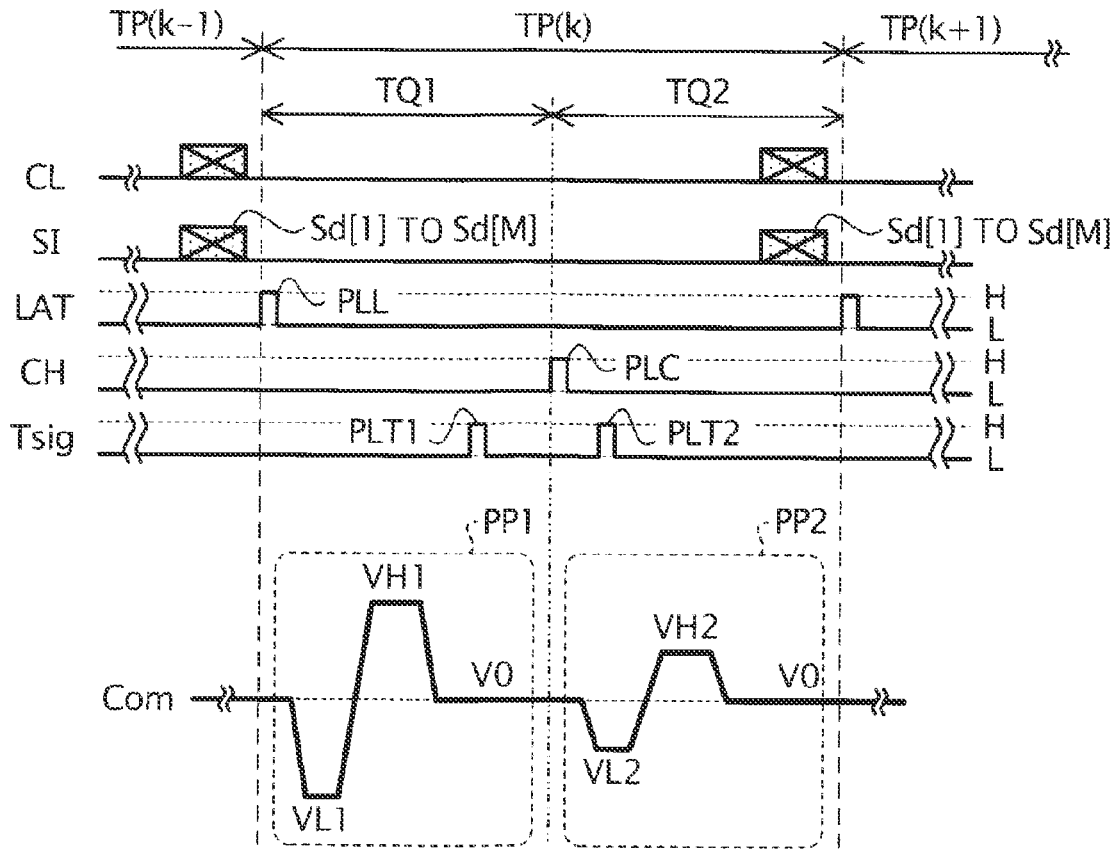 TP(k-1) TP(k) TP(k+1)
TQ1 TQ2
CL
SI Sd[1] TO Sd[M] Sd[1] TO Sd[M]
LAT PLL H
L
CH PLC H
L
Tsig PLT1 PLT2 H
L
PP1 PP2
VH1
VH2
V0 V0
Com
VL2
VL1